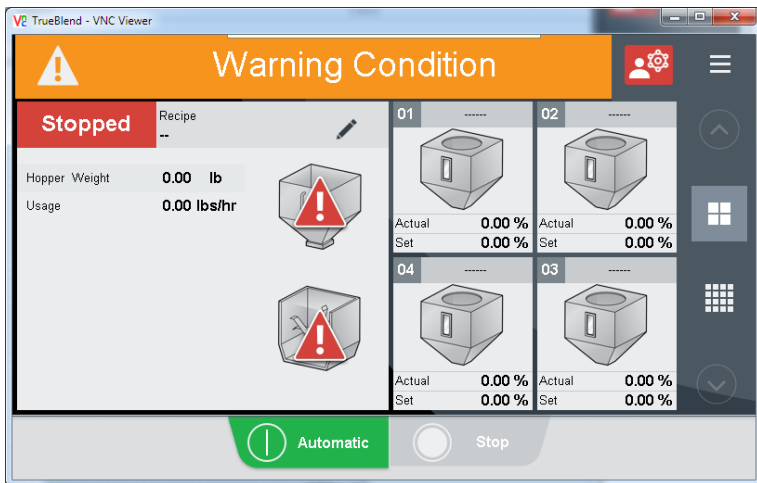 TrueBlend - VNC Viewer
Warning Condition
Stopped
Recipe
--
Hopper Weight 0.00 lb
Usage 0.00 lbs/hr
01 ------
Actual 0.00 %
Set 0.00 %
02 ------
Actual 0.00 %
Set 0.00 %
04 ------
Actual 0.00 %
Set 0.00 %
03 ------
Actual 0.00 %
Set 0.00 %
Automatic
Stop